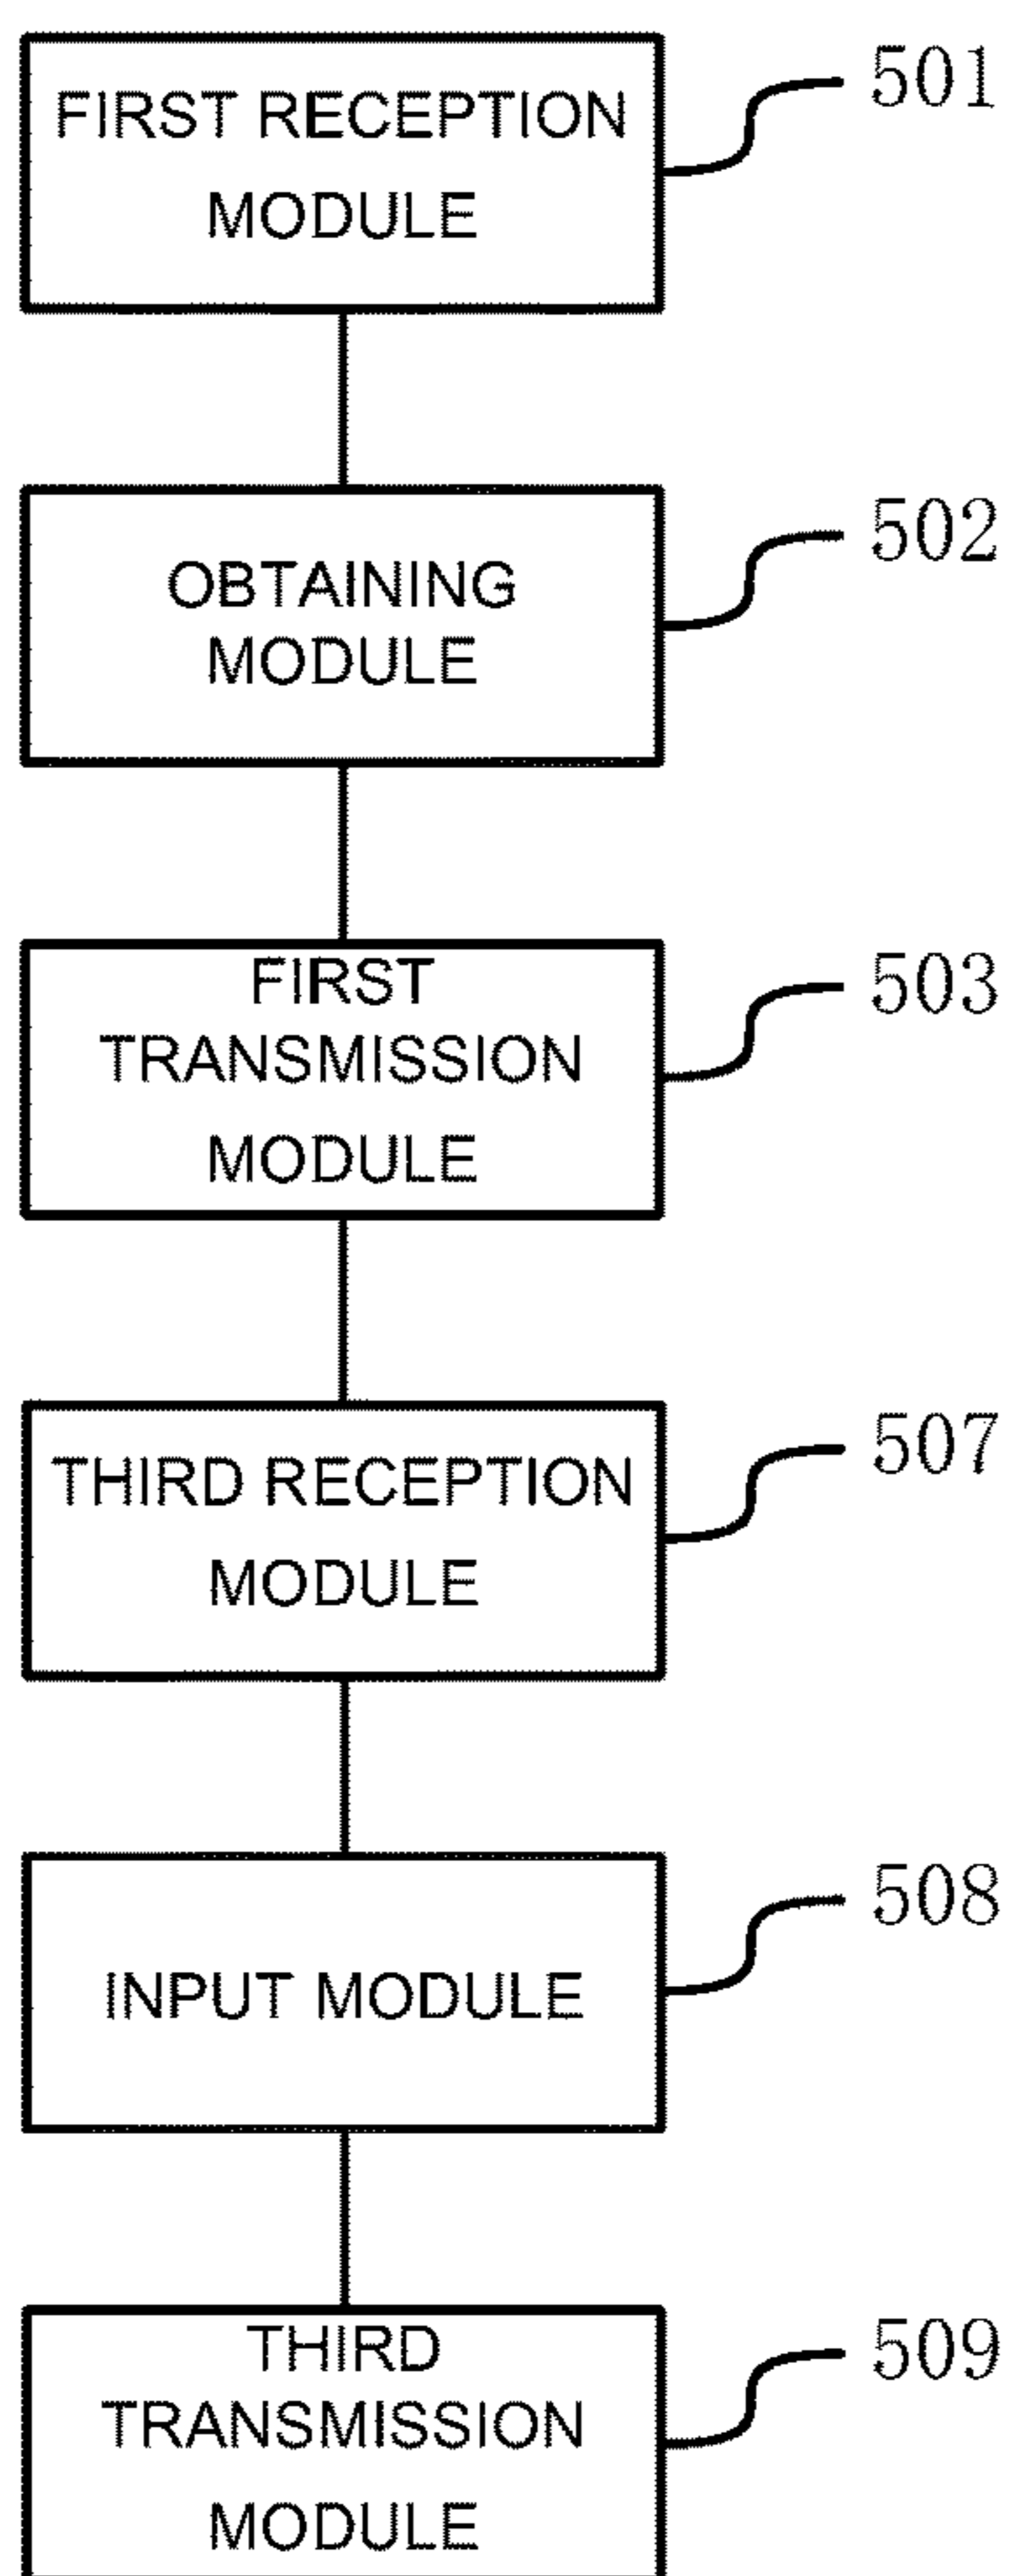 FIRST RECEPTION
MODULE
501
OBTAINING
MODULE
502
FIRST
TRANSMISSION
MODULE
503
THIRD RECEPTION
MODULE
507
INPUT MODULE
508
THIRD
TRANSMISSION
MODULE
509